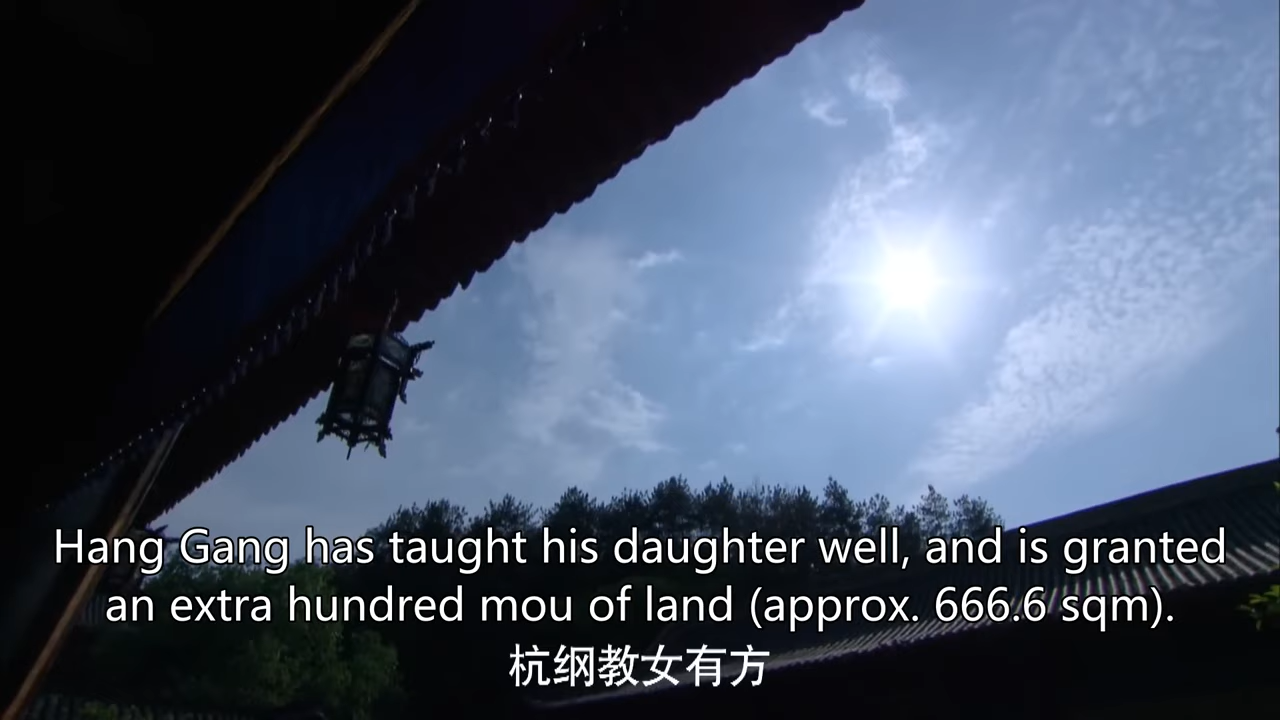 Hang Gang has taught his daughter well, and is granted
an extra hundred mou of land (approx. 666.6 sqm).
杭纲教女有方